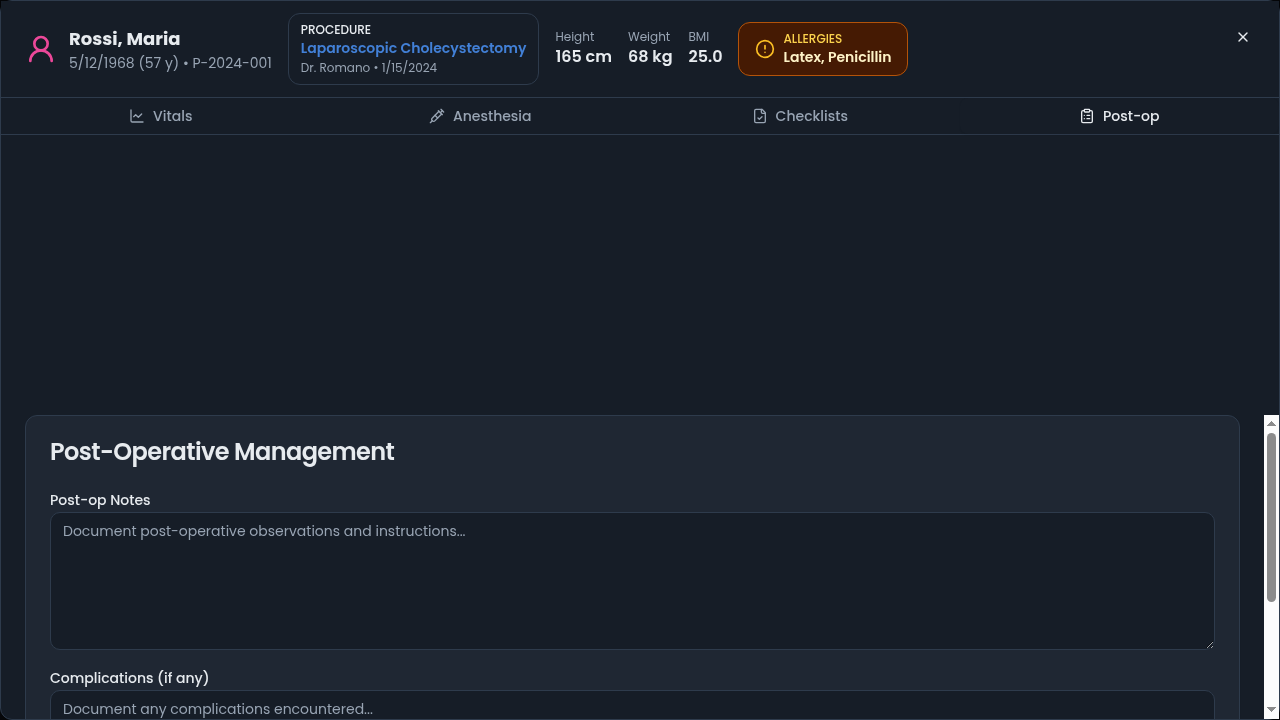 Rossi, Maria
5/12/1968 (57 y) • P-2024-001
PROCEDURE
Laparoscopic Cholecystectomy
Dr. Romano • 1/15/2024
Height
165 cm
Weight
68 kg
BMI
25.0
ALLERGIES
Latex, Penicillin
Vitals
Anesthesia
Checklists
Post-op
Post-Operative Management
Post-op Notes
Document post-operative observations and instructions...
Complications (if any)
Document any complications encountered...